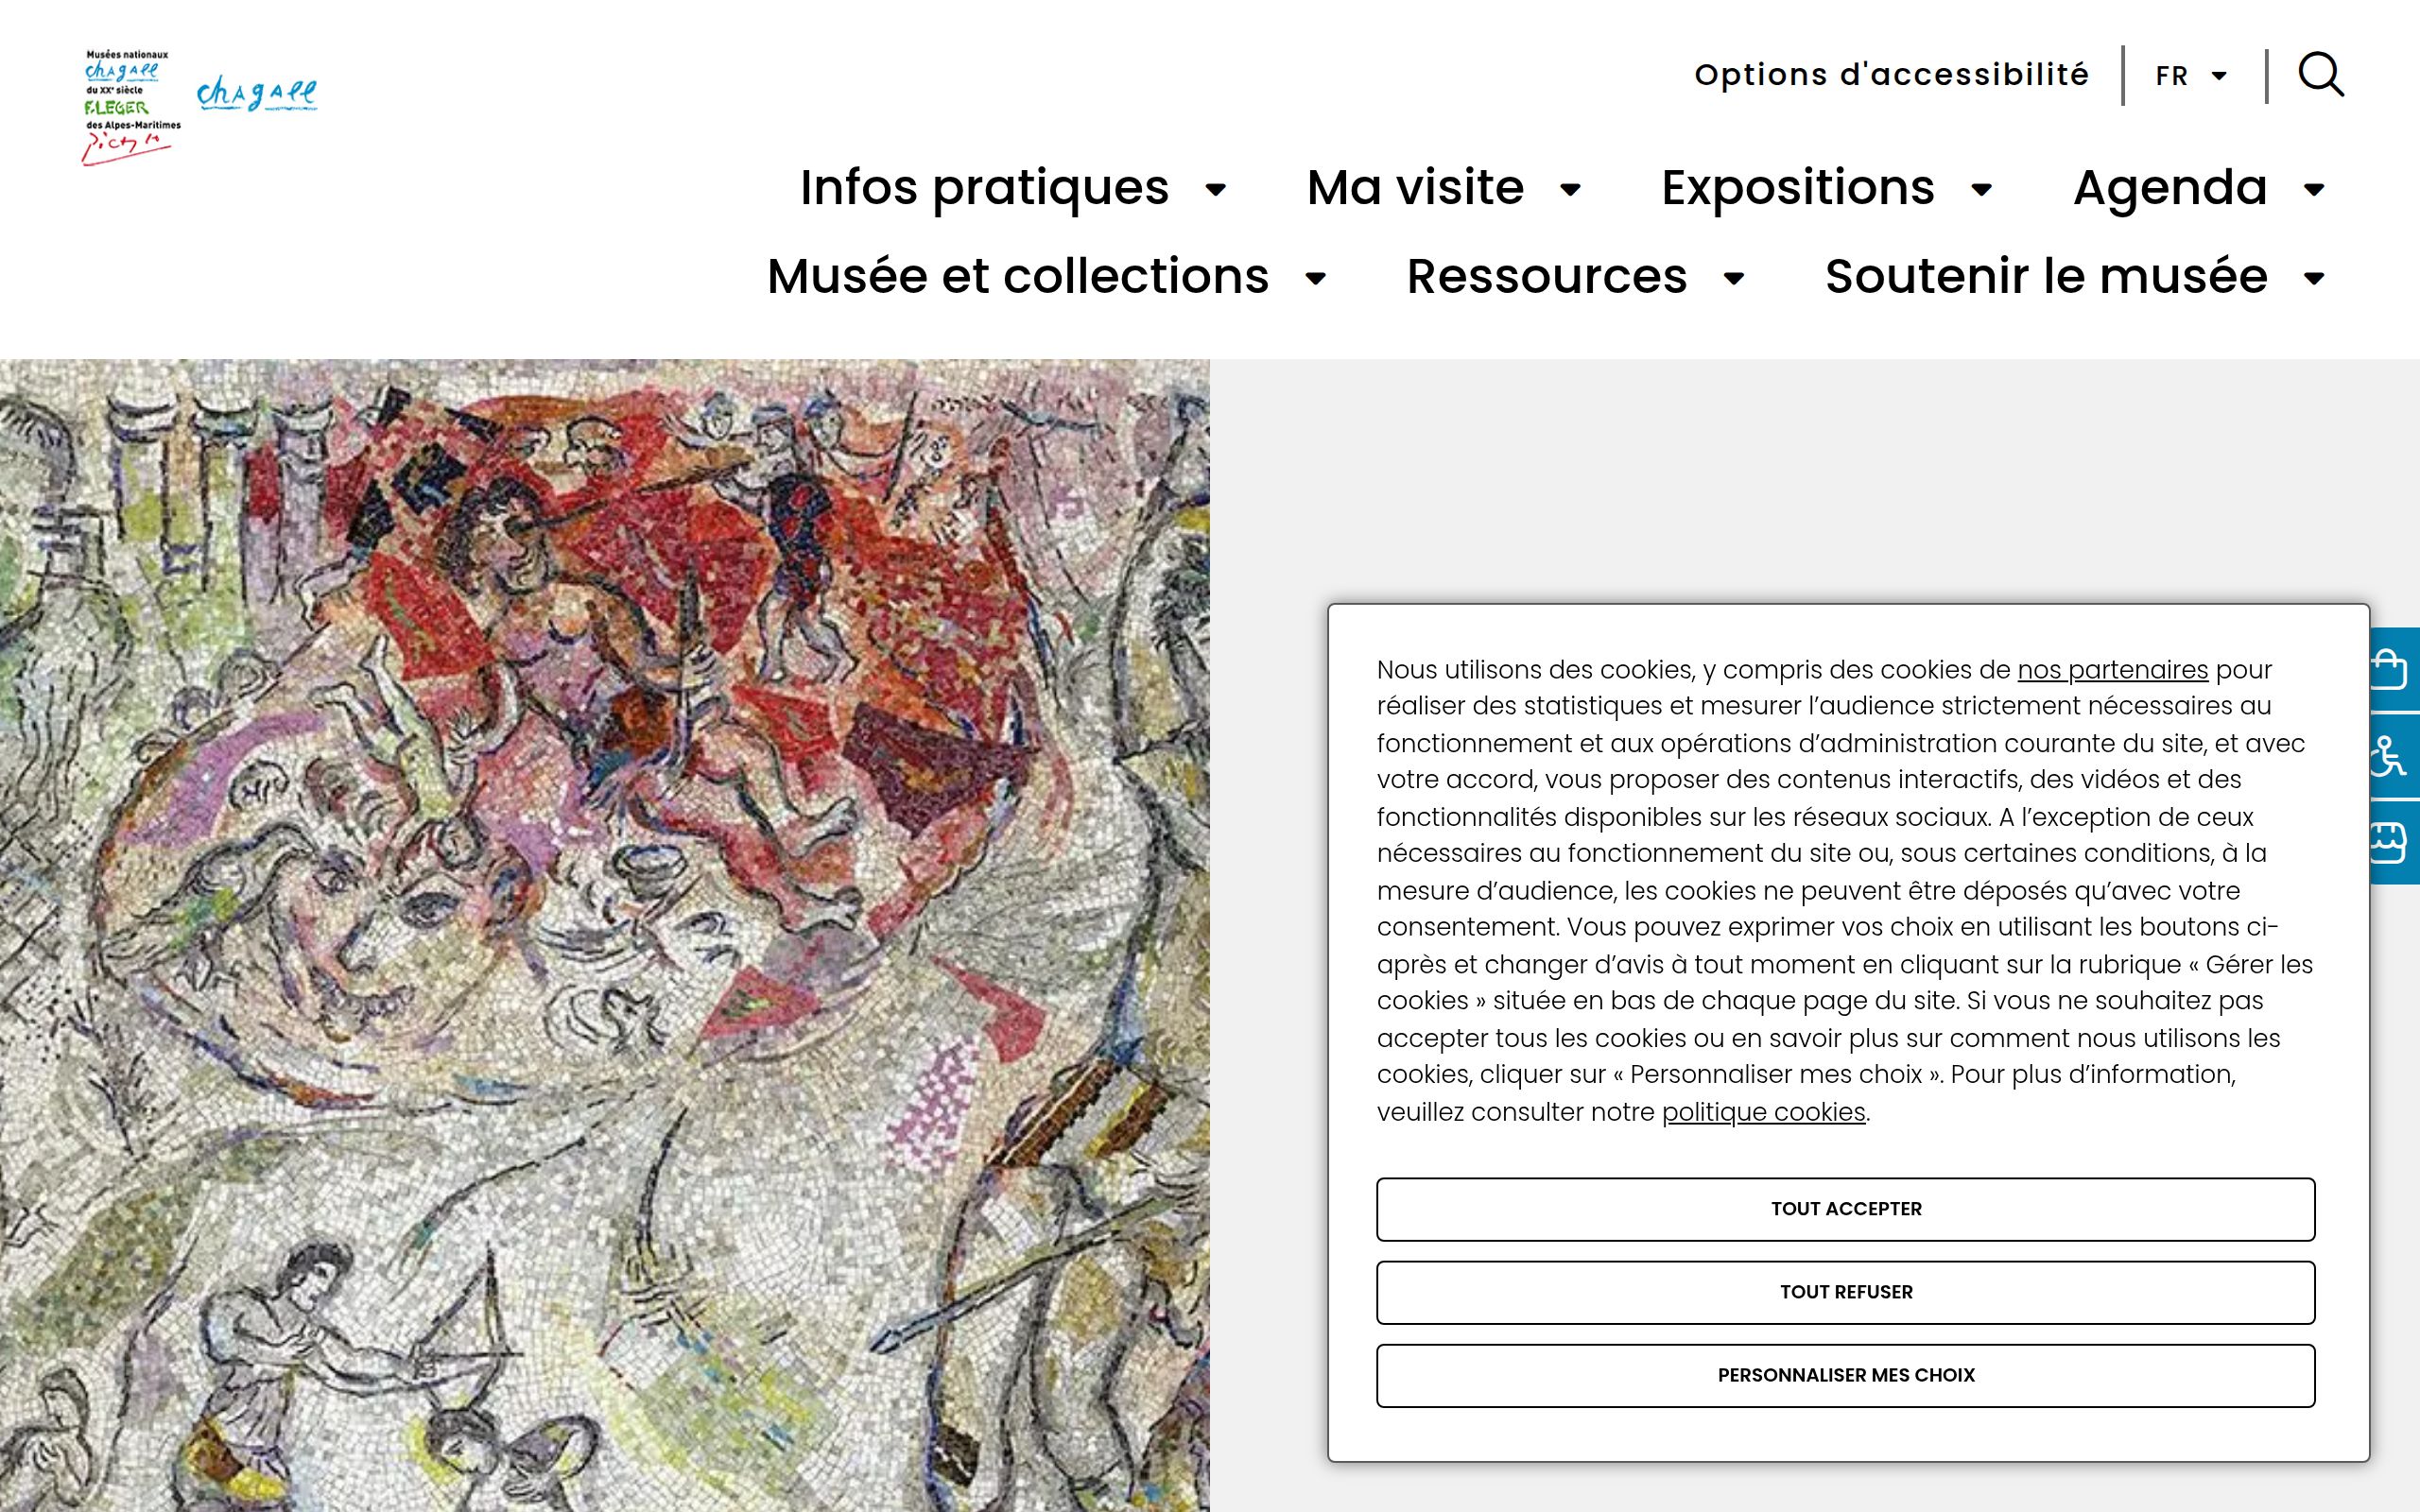 Musées nationaux
chagall
du XXe siècle
F.LEGER
des Alpes-Maritimes
Picasso
chagall
Options d'accessibilité
FR
Infos pratiques
Ma visite
Expositions
Agenda
Musée et collections
Ressources
Soutenir le musée
Nous utilisons des cookies, y compris des cookies de nos partenaires pour
réaliser des statistiques et mesurer l’audience strictement nécessaires au
fonctionnement et aux opérations d’administration courante du site, et avec
votre accord, vous proposer des contenus interactifs, des vidéos et des
fonctionnalités disponibles sur les réseaux sociaux. A l’exception de ceux
nécessaires au fonctionnement du site ou, sous certaines conditions, à la
mesure d’audience, les cookies ne peuvent être déposés qu’avec votre
consentement. Vous pouvez exprimer vos choix en utilisant les boutons ci-
après et changer d’avis à tout moment en cliquant sur la rubrique « Gérer les
cookies » située en bas de chaque page du site. Si vous ne souhaitez pas
accepter tous les cookies ou en savoir plus sur comment nous utilisons les
cookies, cliquer sur « Personnaliser mes choix ». Pour plus d’information,
veuillez consulter notre politique cookies.
TOUT ACCEPTER
TOUT REFUSER
PERSONNALISER MES CHOIX